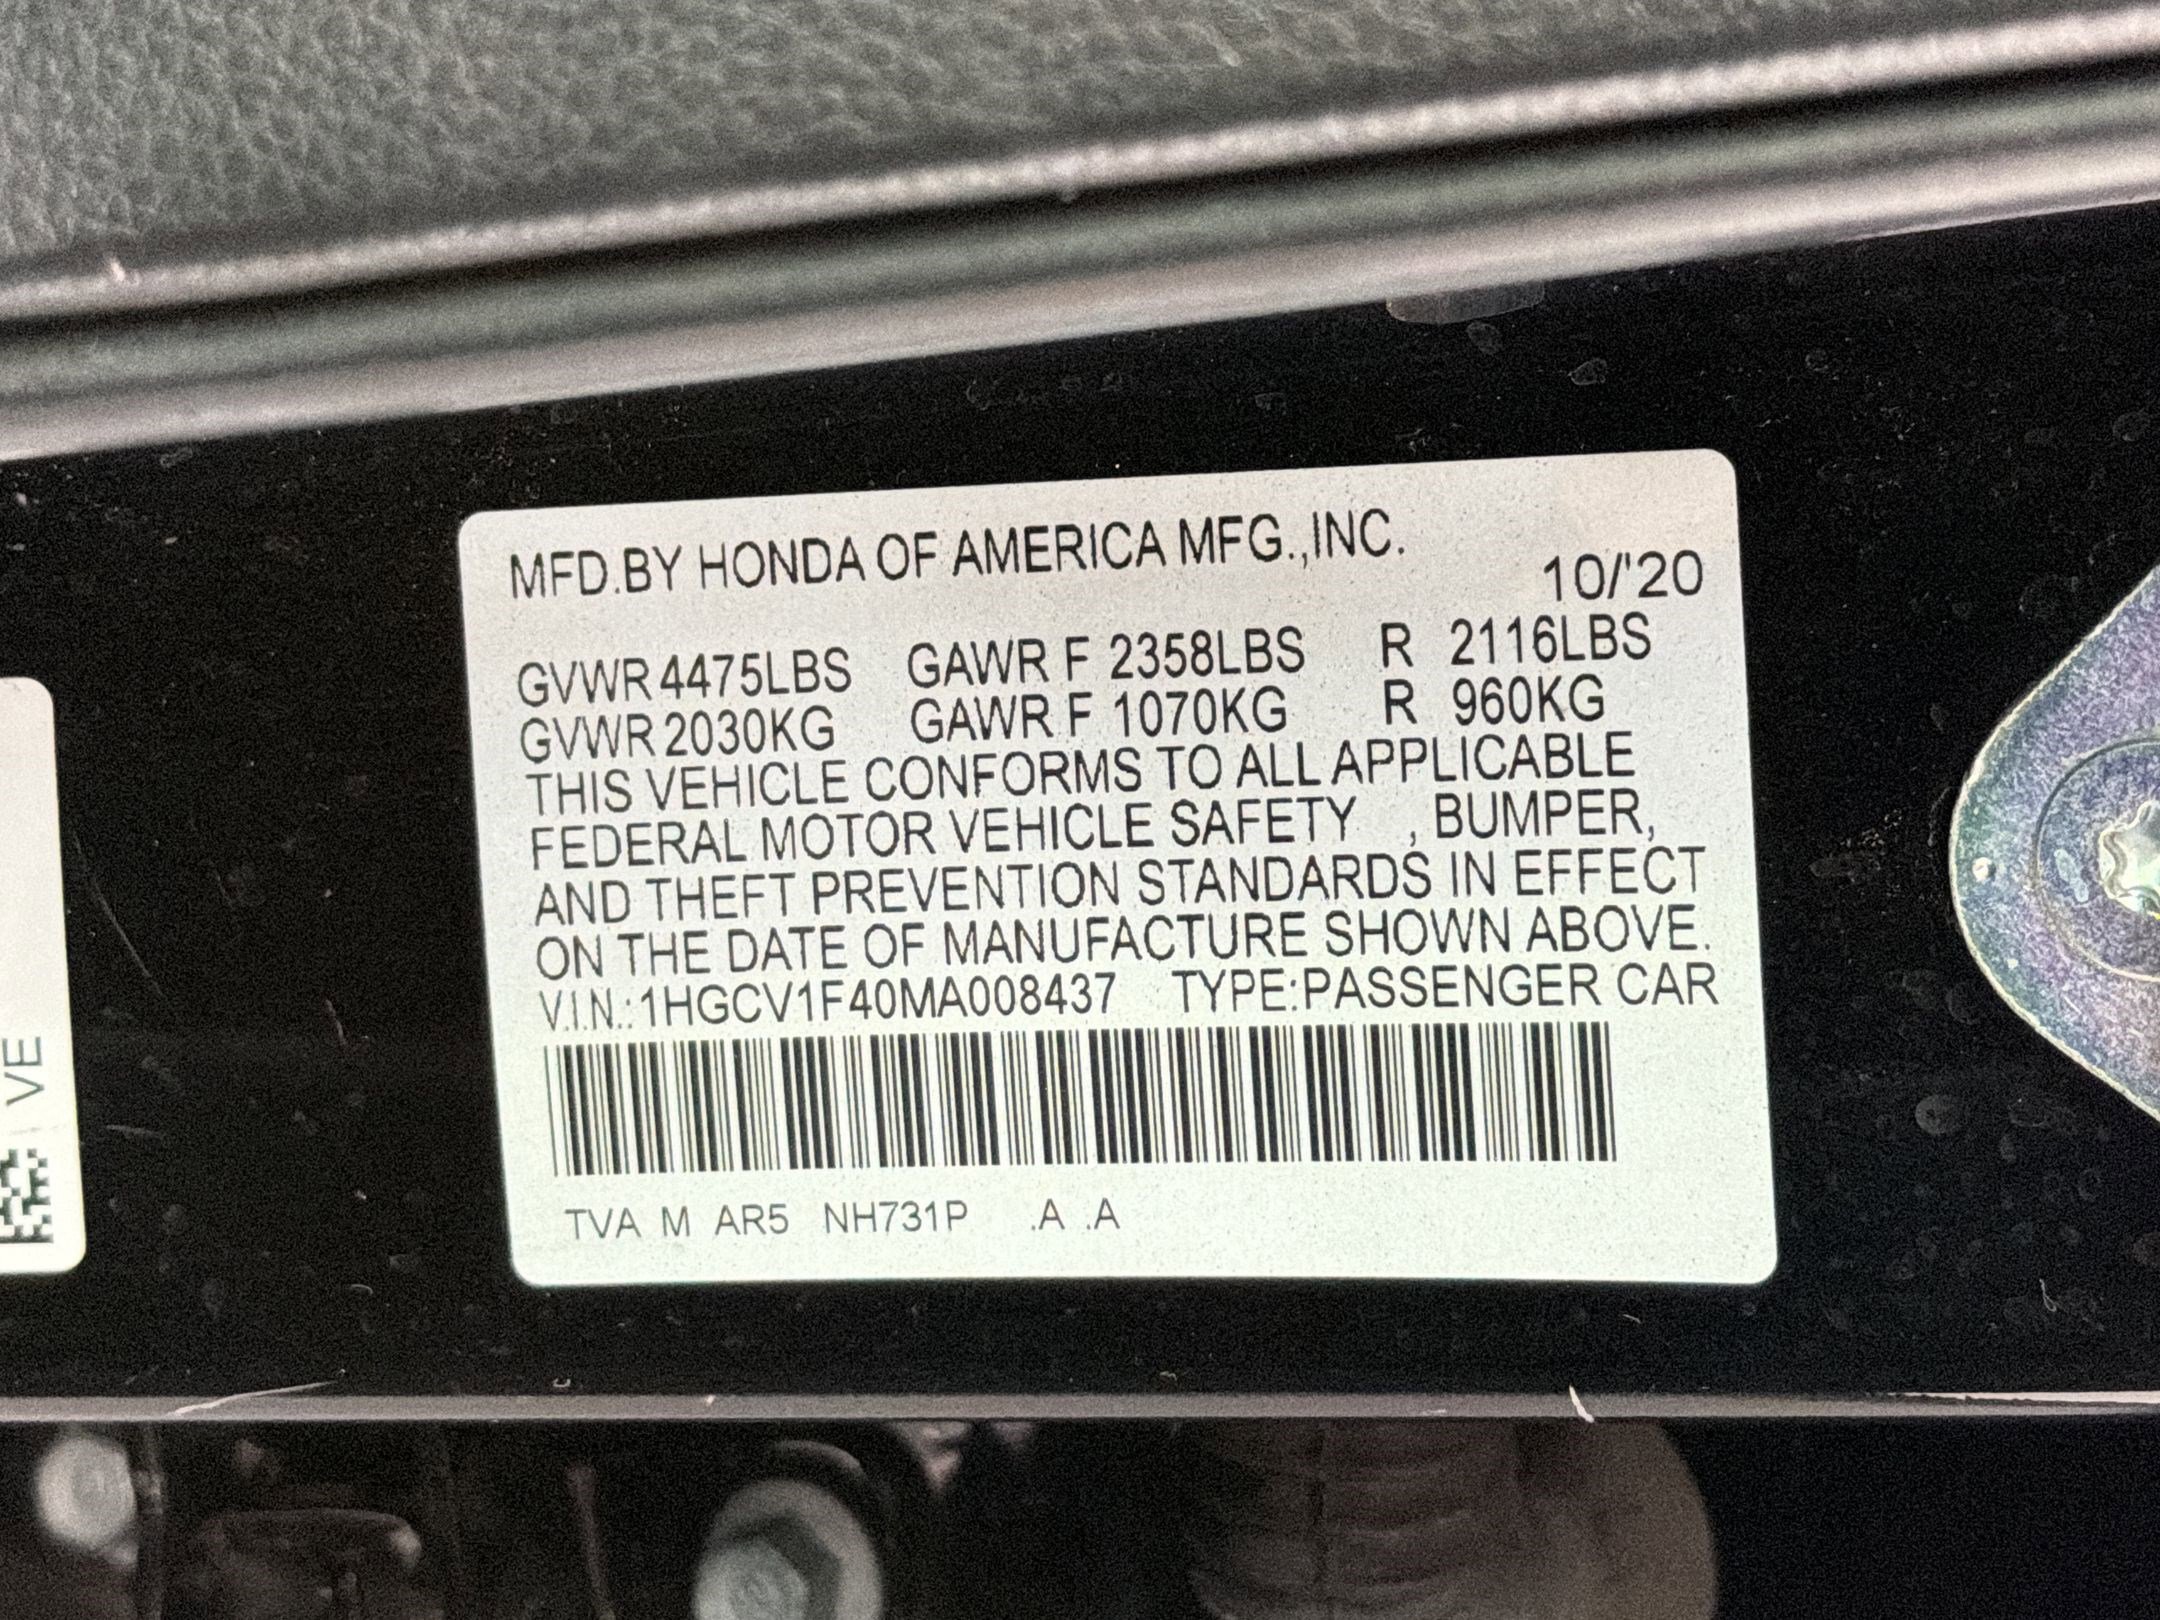 MFD.BY HONDA OF AMERICA MFG.,INC.
10/'20
GVWR 4475LBS GAWR F 2358LBS R 2116LBS
GVWR 2030KG GAWR F 1070KG R 960KG
THIS VEHICLE CONFORMS TO ALL APPLICABLE
FEDERAL MOTOR VEHICLE SAFETY , BUMPER,
AND THEFT PREVENTION STANDARDS IN EFFECT
ON THE DATE OF MANUFACTURE SHOWN ABOVE.
V.I.N.:1HGCV1F40MA008437 TYPE:PASSENGER CAR
TVA M AR5 NH731P .A .A
VE